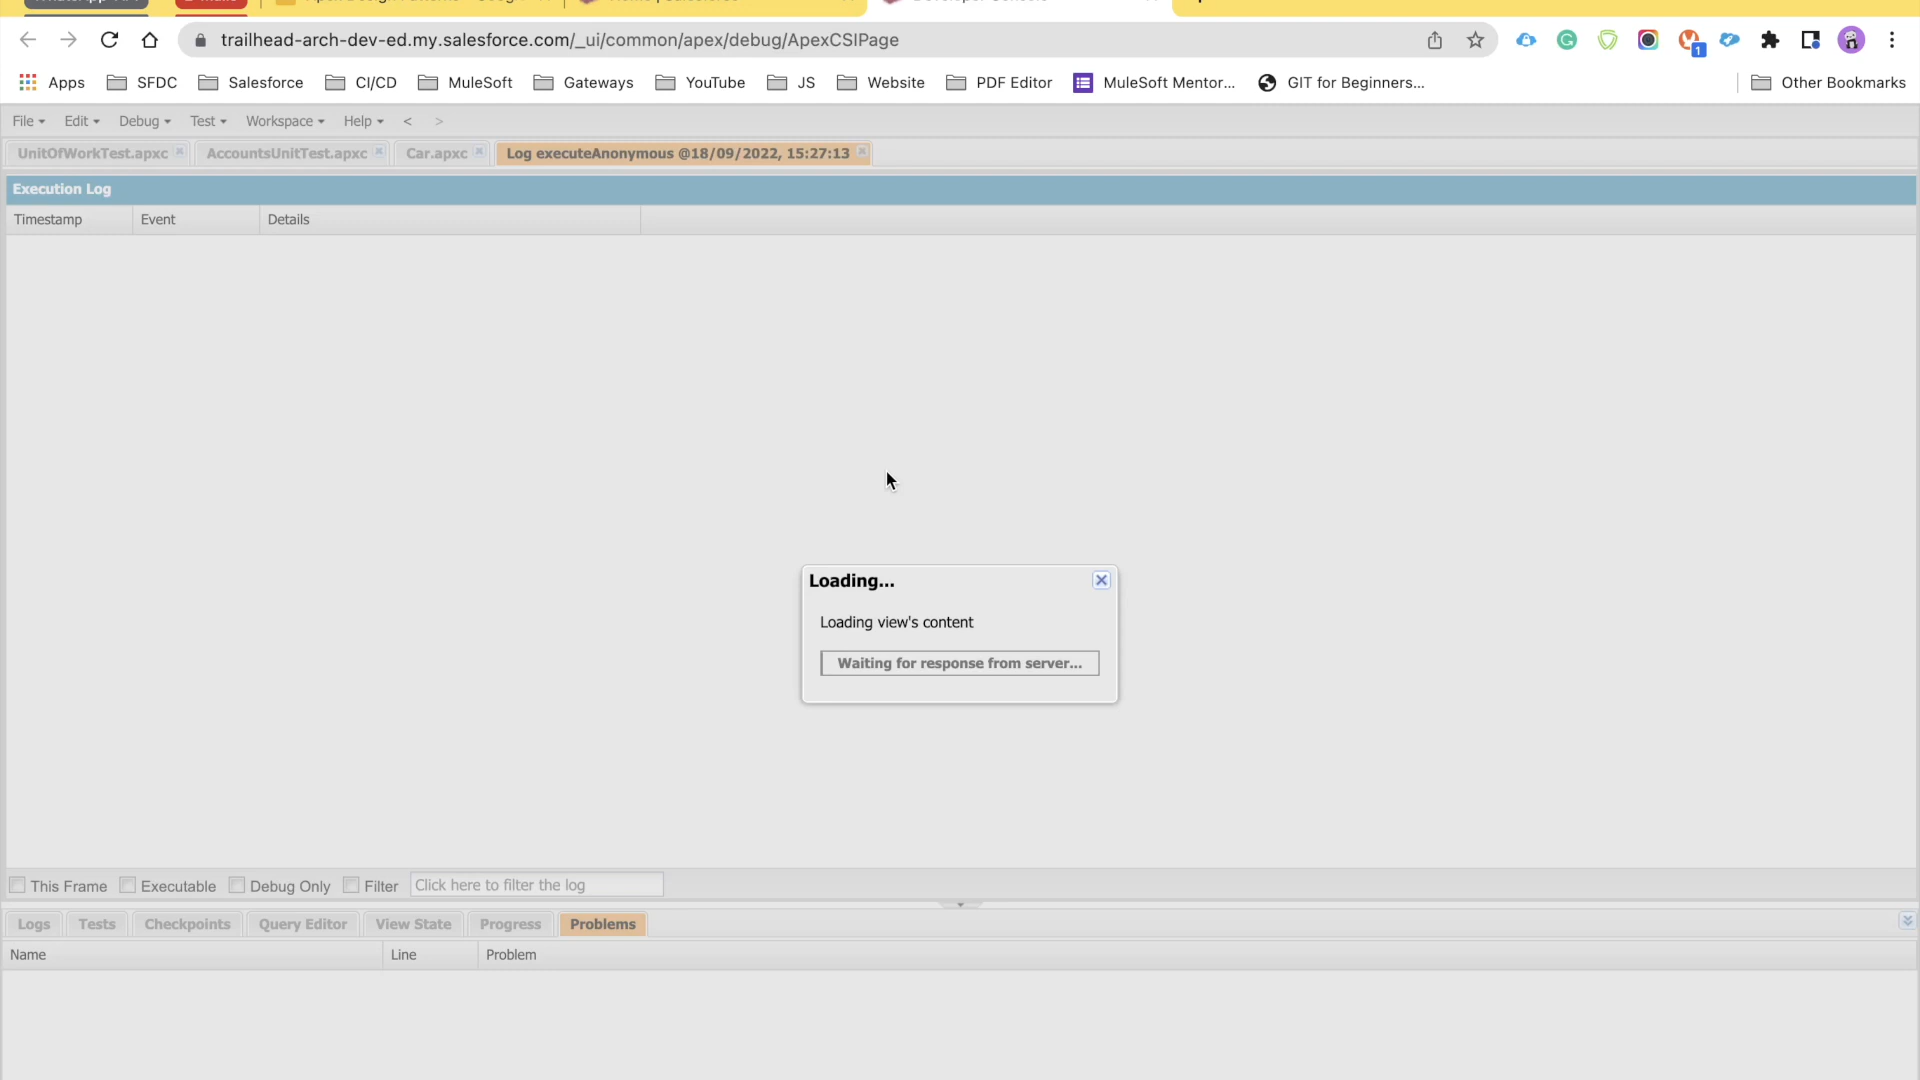 trailhead-arch-dev-ed.my.salesforce.com/_ui/common/apex/debug/ApexCSIPage
1
Apps SFDC Salesforce CI/CD MuleSoft Gateways YouTube JS Website PDF Editor MuleSoft Mentor... GIT for Beginners... Other Bookmarks
File Edit Debug Test Workspace Help < >
UnitOfWorkTest.apxc AccountsUnitTest.apxc Car.apxc Log executeAnonymous @18/09/2022, 15:27:13
Execution Log
Timestamp Event Details
Loading...
Loading view's content
Waiting for response from server...
This Frame Executable Debug Only Filter Click here to filter the log
Logs Tests Checkpoints Query Editor View State Progress Problems
Name Line Problem